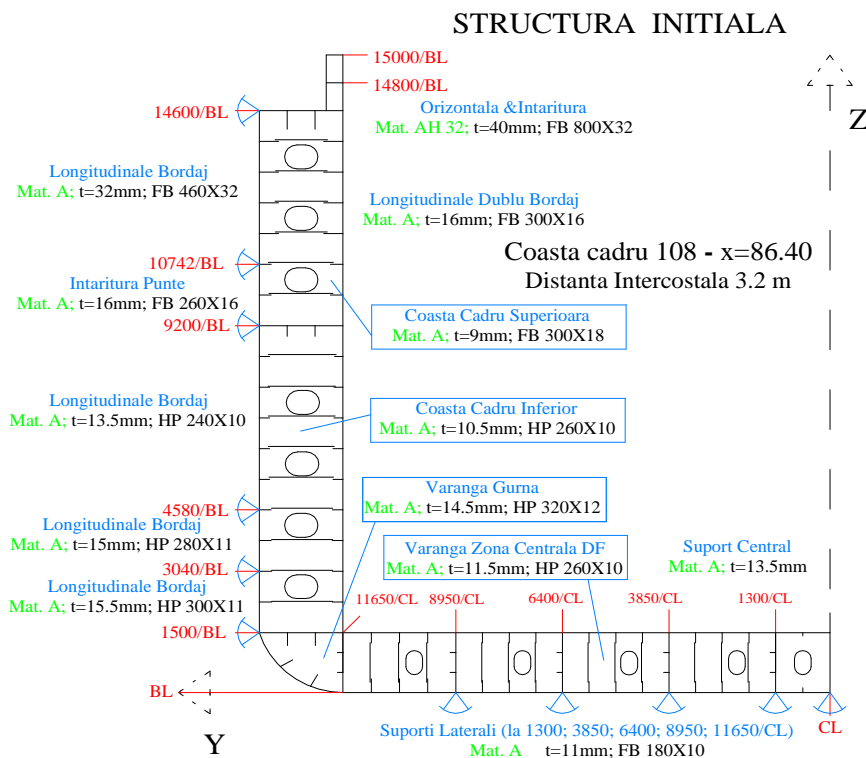 STRUCTURA INITIALA
15000/BL
14800/BL
14600/BL
Orizontala &Intaritura
Mat. AH 32; t=40mm; FB 800X32
Z
Longitudinale Bordaj
Mat. A; t=32mm; FB 460X32
Longitudinale Dublu Bordaj
Mat. A; t=16mm; FB 300X16
Coasta cadru 108 - x=86.40
Distanta Intercostala 3.2 m
10742/BL
Intaritura Punte
Mat. A; t=16mm; FB 260X16
9200/BL
Coasta Cadru Superioara
Mat. A; t=9mm; FB 300X18
Longitudinale Bordaj
Mat. A; t=13.5mm; HP 240X10
Coasta Cadru Inferior
Mat. A; t=10.5mm; HP 260X10
4580/BL
Varanga Gurna
Mat. A; t=14.5mm; HP 320X12
Longitudinale Bordaj
Mat. A; t=15mm; HP 280X11
3040/BL
Varanga Zona Centrala DF
Mat. A; t=11.5mm; HP 260X10
Suport Central
Mat. A; t=13.5mm
Longitudinale Bordaj
Mat. A; t=15.5mm; HP 300X11
11650/CL
8950/CL
6400/CL
3850/CL
1300/CL
1500/BL
BL
Y
Suporti Laterali (la 1300; 3850; 6400; 8950; 11650/CL)
Mat. A t=11mm; FB 180X10
CL